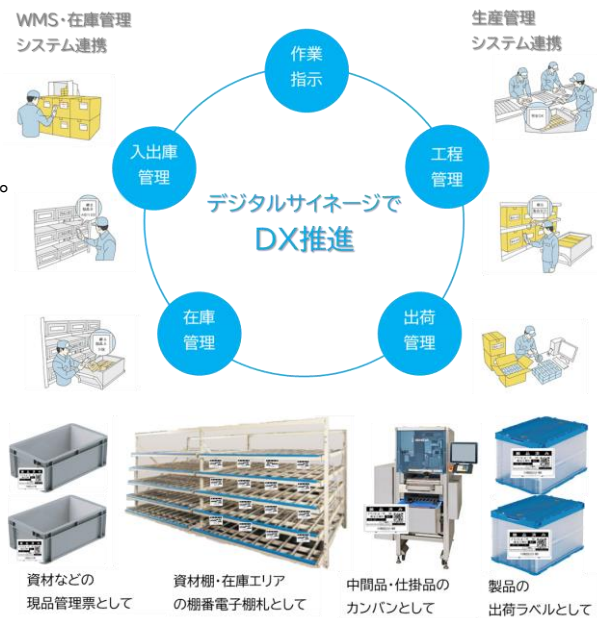 WMS・在庫管理
システム連携
生産管理
システム連携
作業
指示
入出庫
管理
工程
管理
。
デジタルサイネージで
DX推進
在庫
管理
出荷
管理
資材などの
現品管理票として
資材棚・在庫エリア
の棚番電子棚札として
中間品・仕掛品の
カンバンとして
製品の
出荷ラベルとして